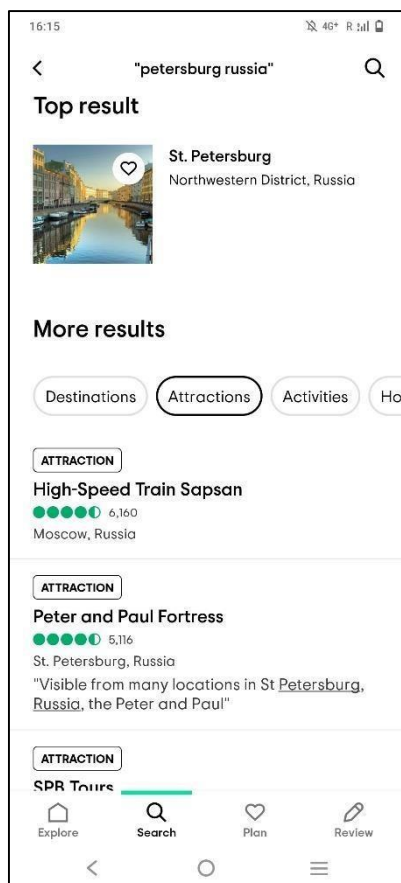 16:15
4G+ R
"petersburg russia"
Top result
St. Petersburg
Northwestern District, Russia
More results
Destinations Attractions Activities Ho
ATTRACTION
High-Speed Train Sapsan
6,160
Moscow, Russia
ATTRACTION
Peter and Paul Fortress
5,116
St. Petersburg, Russia
"Visible from many locations in St Petersburg,
Russia, the Peter and Paul"
ATTRACTION
SPB Tours
Explore Search Plan Review